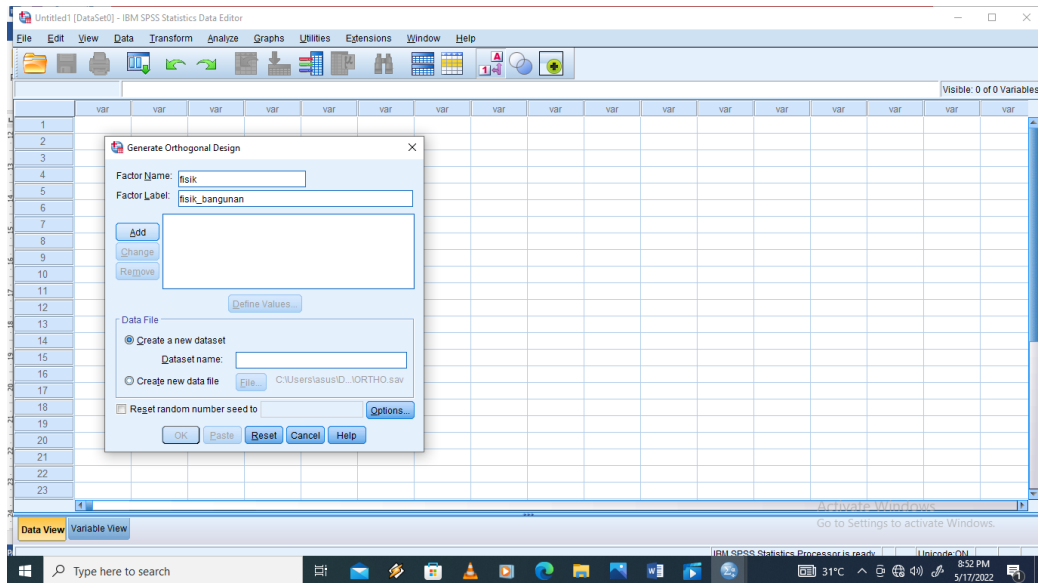 Untitled1 [DataSet0] - IBM SPSS Statistics Data Editor
File Edit View Data Transform Analyze Graphs Utilities Extensions Window Help
Visible: 0 of 0 Variables
var var var var var var var var var var var var var var var var var
1
2
3
4
5
6
7
8
9
10
11
12
13
14
15
16
17
18
19
20
21
22
23
Generate Orthogonal Design
Factor Name: fisik
Factor Label: fisik_bangunan
Add
Change
Remove
Define Values...
Data File
Create a new dataset
Dataset name:
Create new data file File... C:\Users\asus\D...\ORTHO.sav
Reset random number seed to Options...
OK Paste Reset Cancel Help
Activate Windows
Go to Settings to activate Windows.
Data View Variable View
IBM SPSS Statistics Processor is ready Unicode:ON
Type here to search
31°C
8:52 PM
5/17/2022